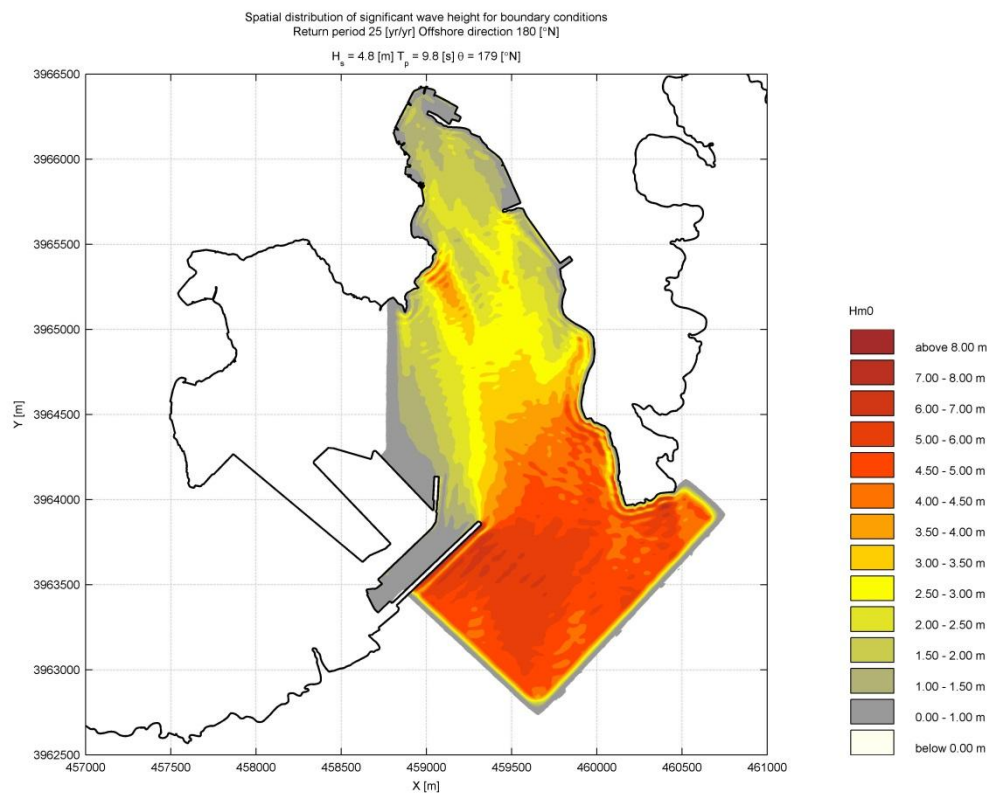 Spatial distribution of significant wave height for boundary conditions
Return period 25 [yr/yr] Offshore direction 180 [°N]
H_s = 4.8 [m] T_p = 9.8 [s] θ = 179 [°N]
3966500
3966000
3965500
3965000
3964500
3964000
3963500
3963000
3962500
Y [m]
457000 457500 458000 458500 459000 459500 460000 460500 461000
X [m]
Hm0
above 8.00 m
7.00 - 8.00 m
6.00 - 7.00 m
5.00 - 6.00 m
4.50 - 5.00 m
4.00 - 4.50 m
3.50 - 4.00 m
3.00 - 3.50 m
2.50 - 3.00 m
2.00 - 2.50 m
1.50 - 2.00 m
1.00 - 1.50 m
0.00 - 1.00 m
below 0.00 m